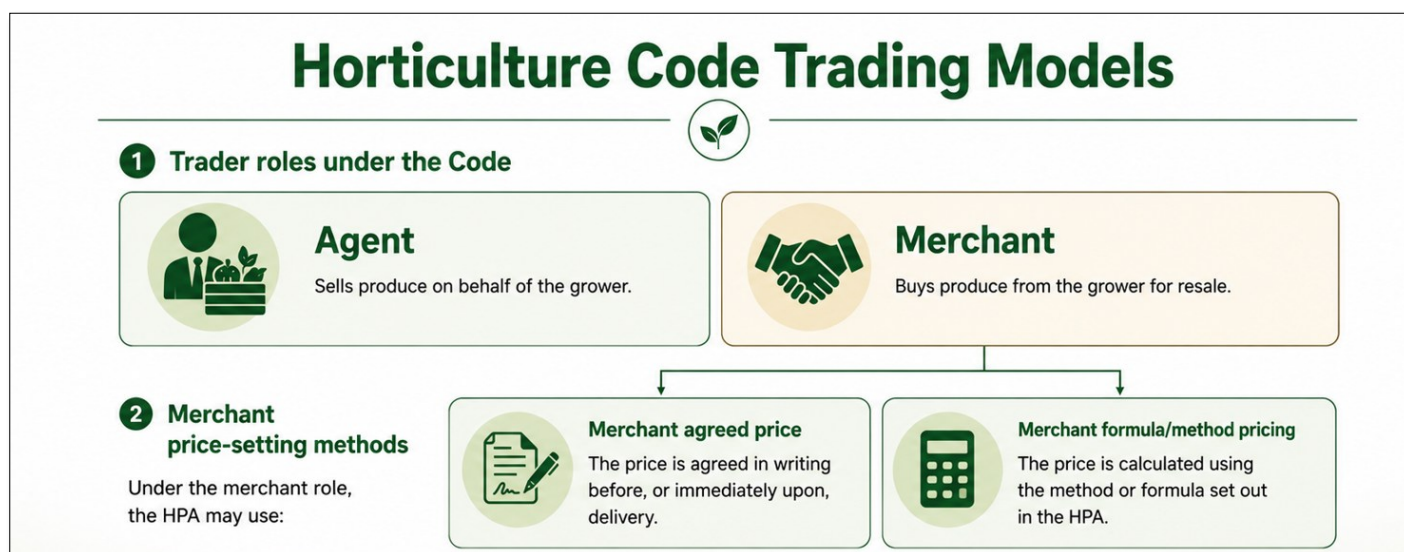 Horticulture Code Trading Models
1 Trader roles under the Code
Agent
Sells produce on behalf of the grower.
Merchant
Buys produce from the grower for resale.
2 Merchant
price-setting methods
Under the merchant role,
the HPA may use:
Merchant agreed price
The price is agreed in writing
before, or immediately upon,
delivery.
Merchant formula/method pricing
The price is calculated using
the method or formula set out
in the HPA.